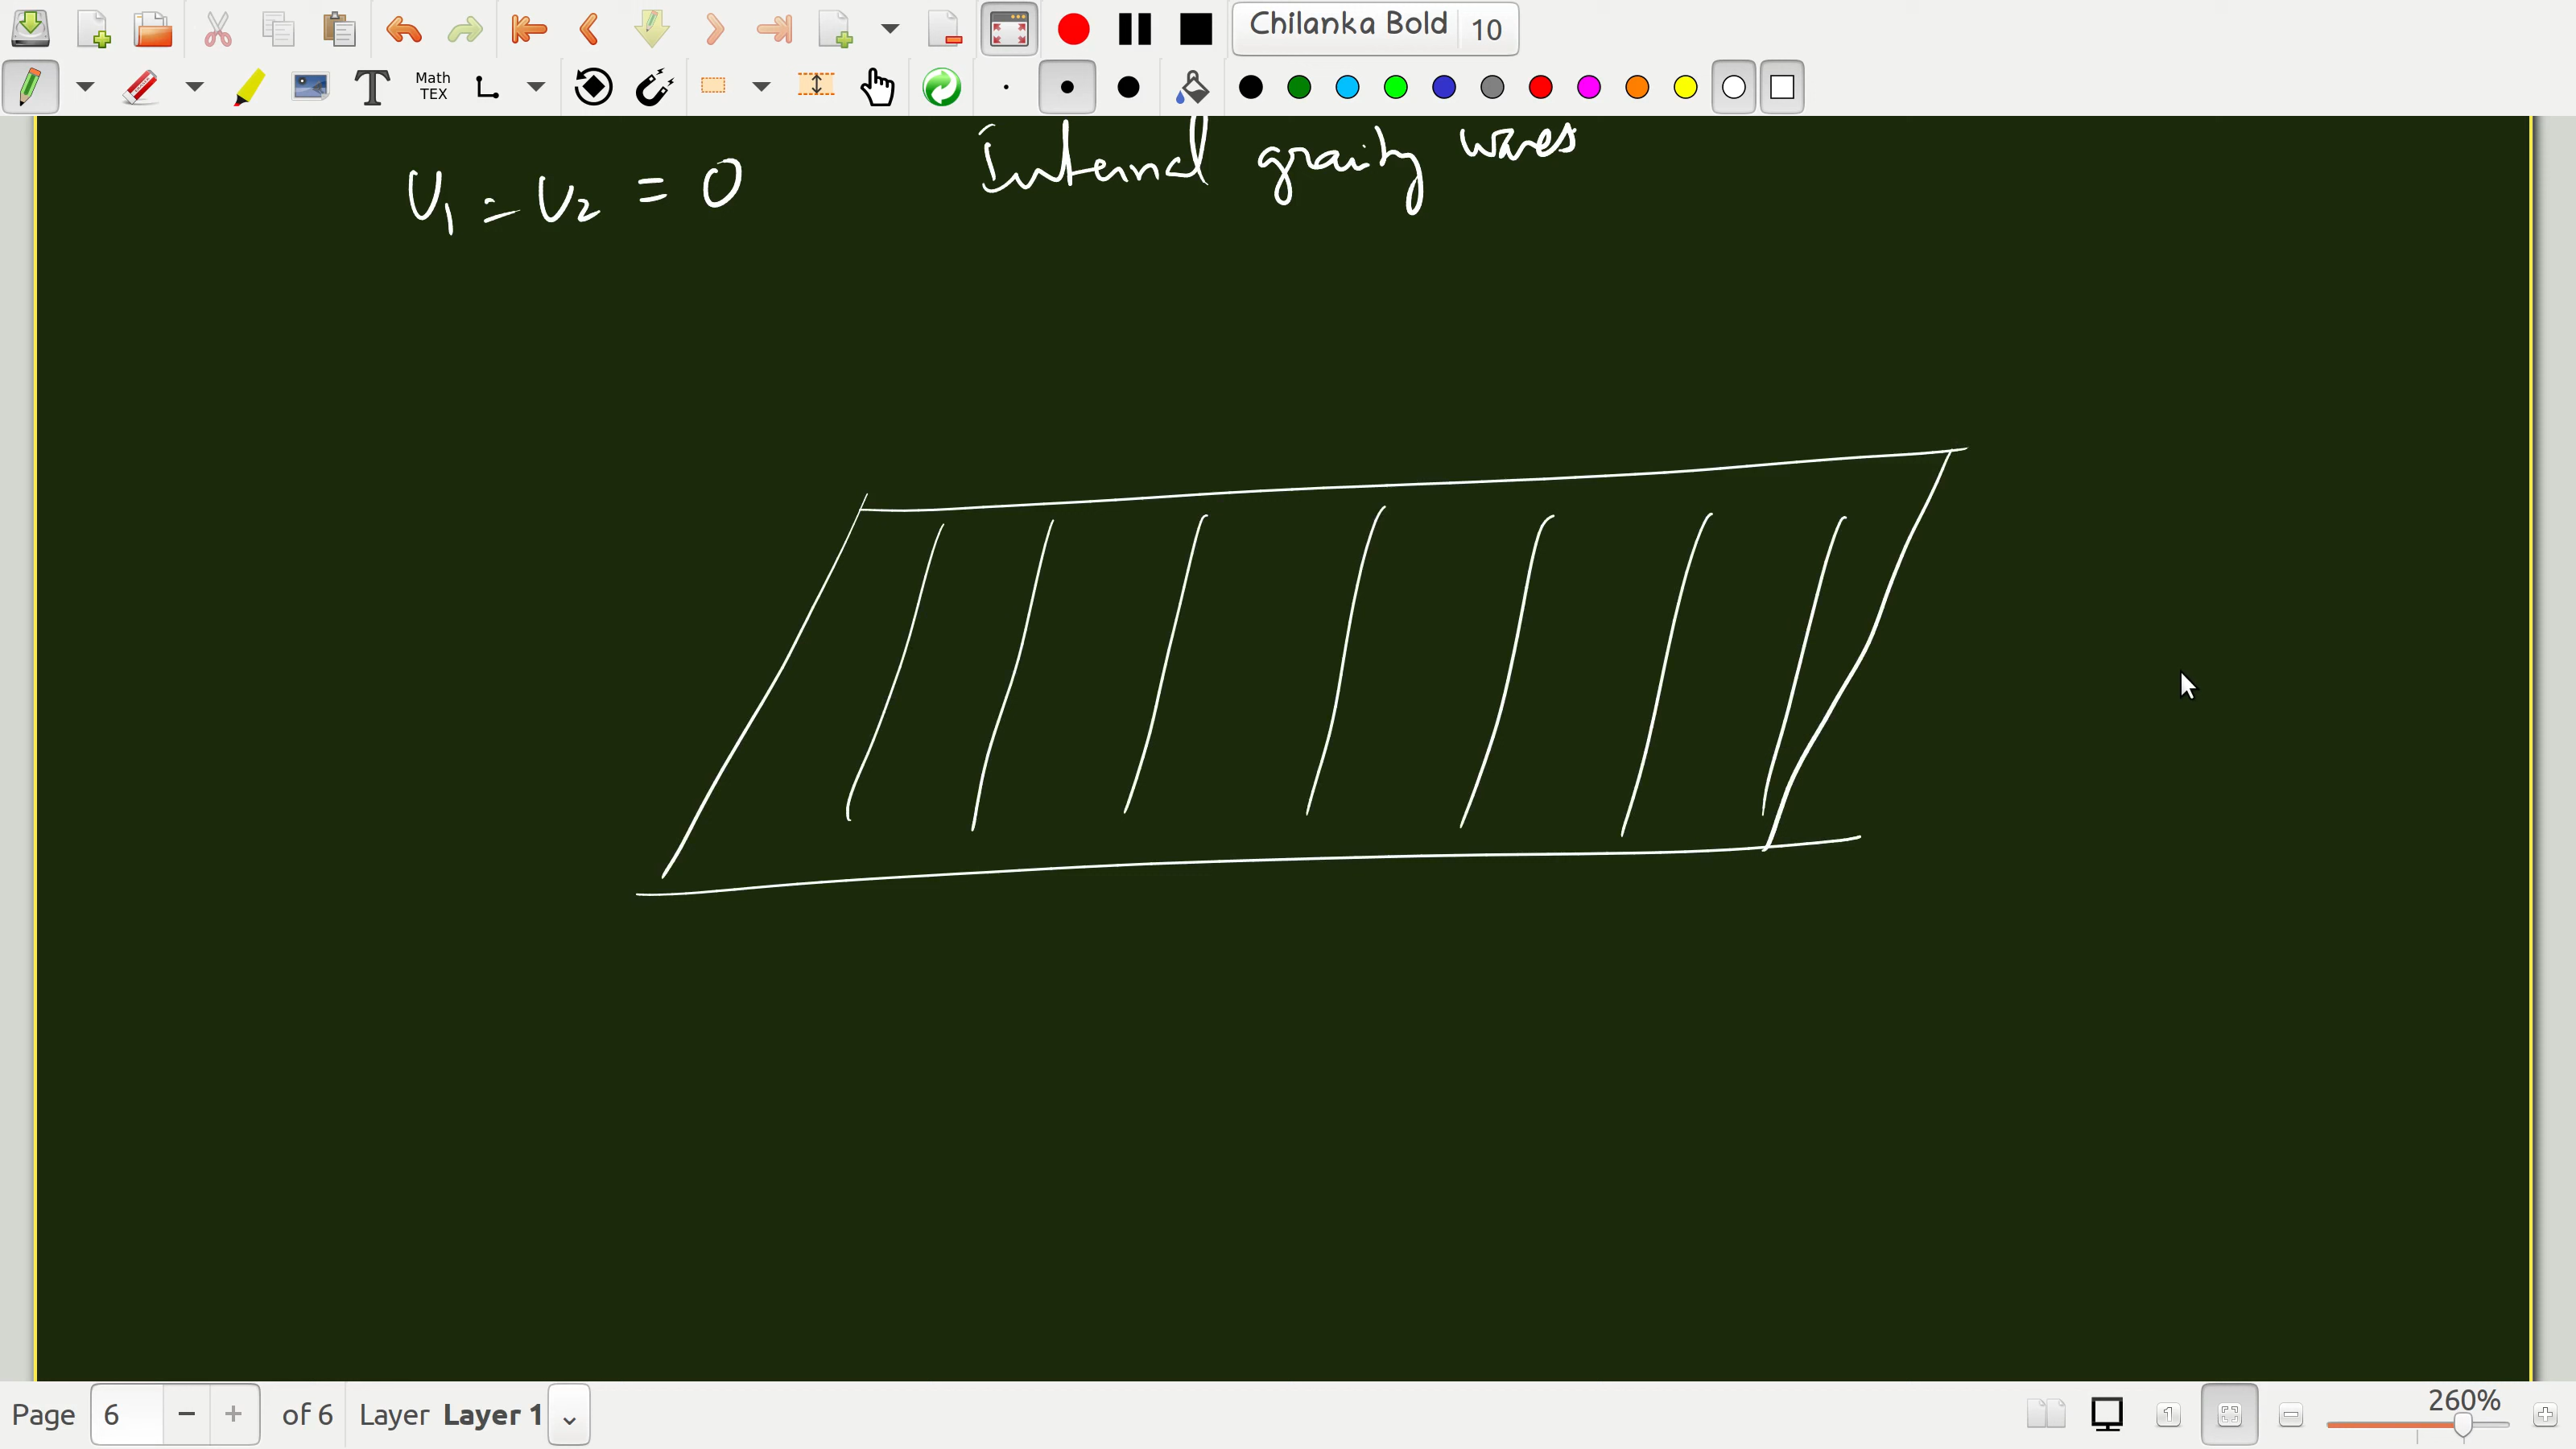 Chilanka Bold 10
Math
TEX
U₁ = U₂ = 0
Internal gravity waves
Page 6 of 6 Layer Layer 1 260%
1